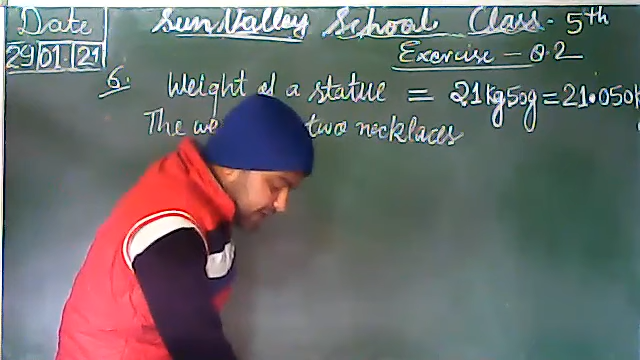 Date Sun Valley School Class- 5th
29|01|21 Exercise - 8.2
6. Weight of a statue = 21kg50g = 21.050k
The we two necklaces